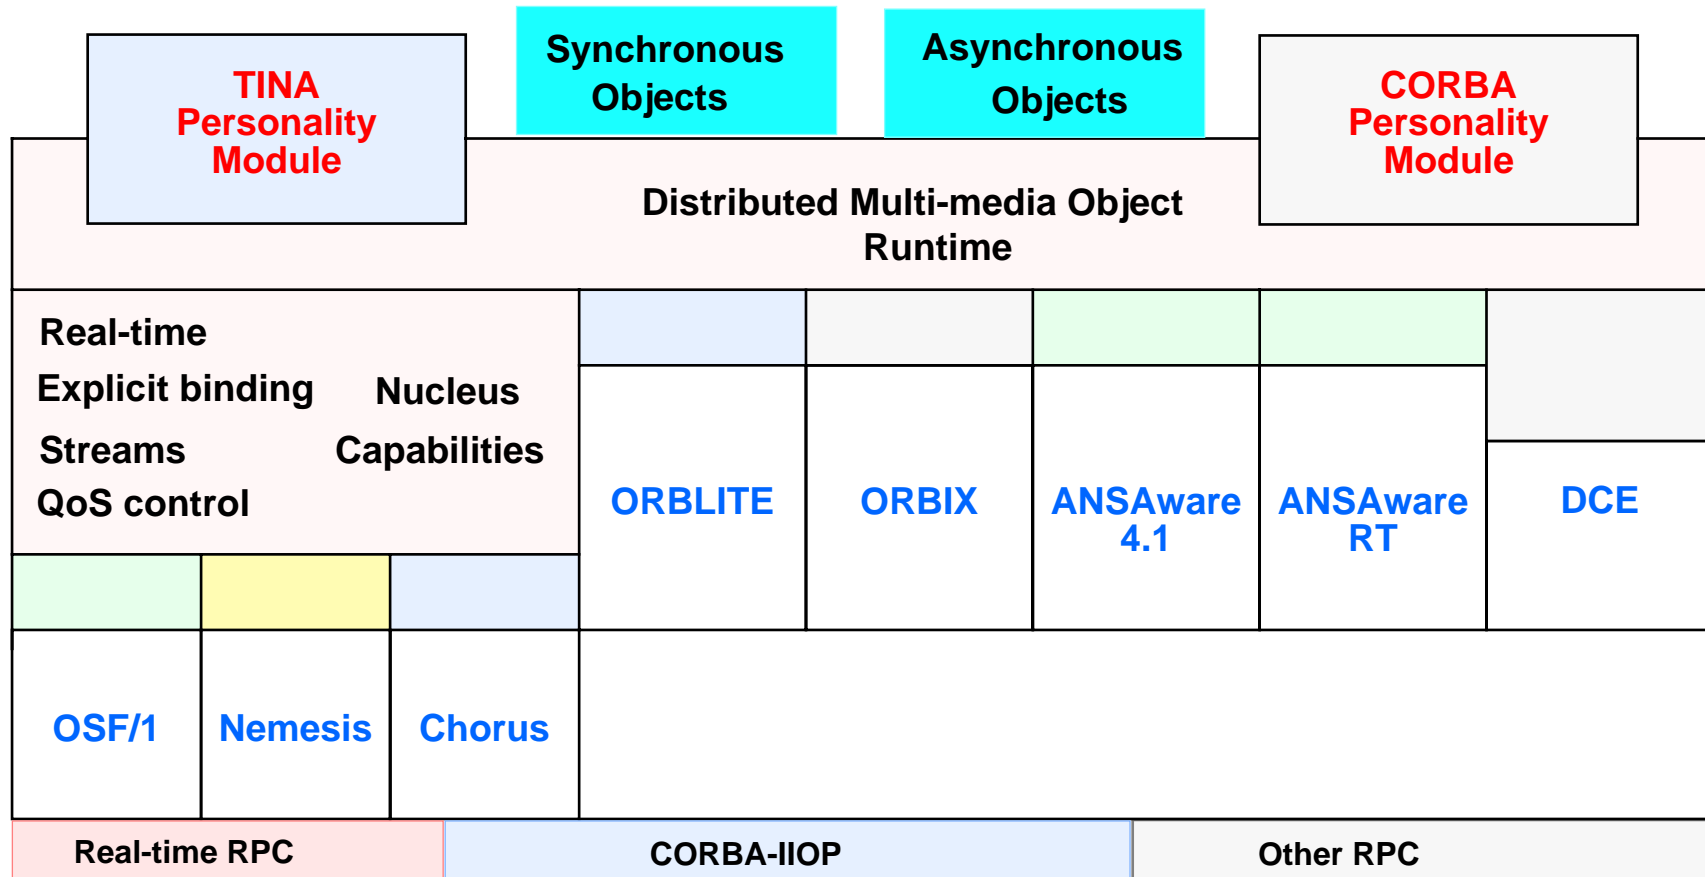 TINA
Personality
Module
Synchronous
Objects
Asynchronous
Objects
CORBA
Personality
Module
Distributed Multi-media Object
Runtime
Real-time
Explicit binding
Streams
QoS control
Nucleus
Capabilities
ORBLITE
ORBIX
ANSAware
4.1
ANSAware
RT
DCE
OSF/1
Nemesis
Chorus
Real-time RPC
CORBA-IIOP
Other RPC